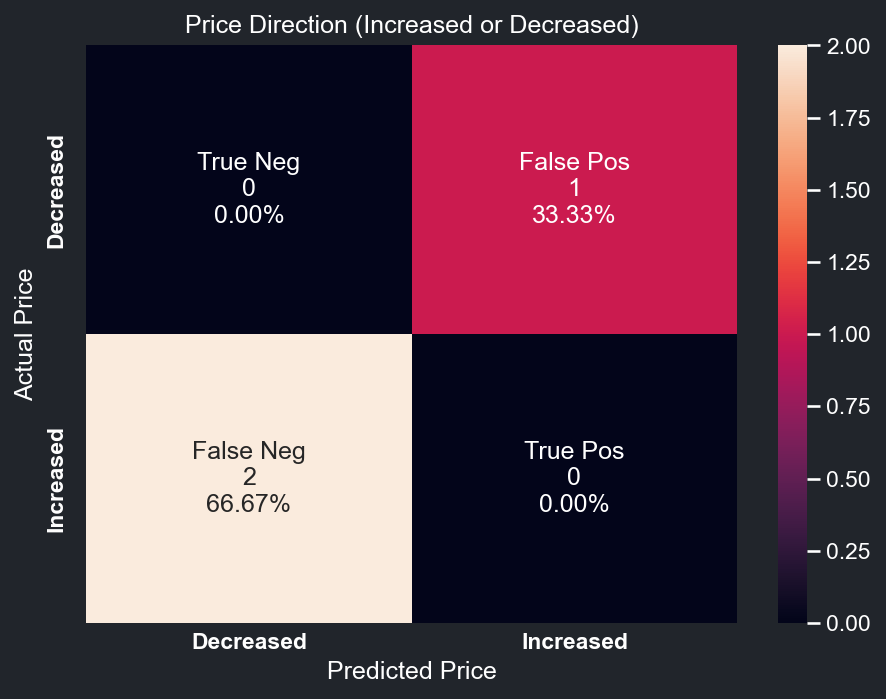 Price Direction (Increased or Decreased)
Actual Price
Decreased
Increased
True Neg
0
0.00%
False Pos
1
33.33%
False Neg
2
66.67%
True Pos
0
0.00%
Decreased
Increased
Predicted Price
2.00
1.75
1.50
1.25
1.00
0.75
0.50
0.25
0.00